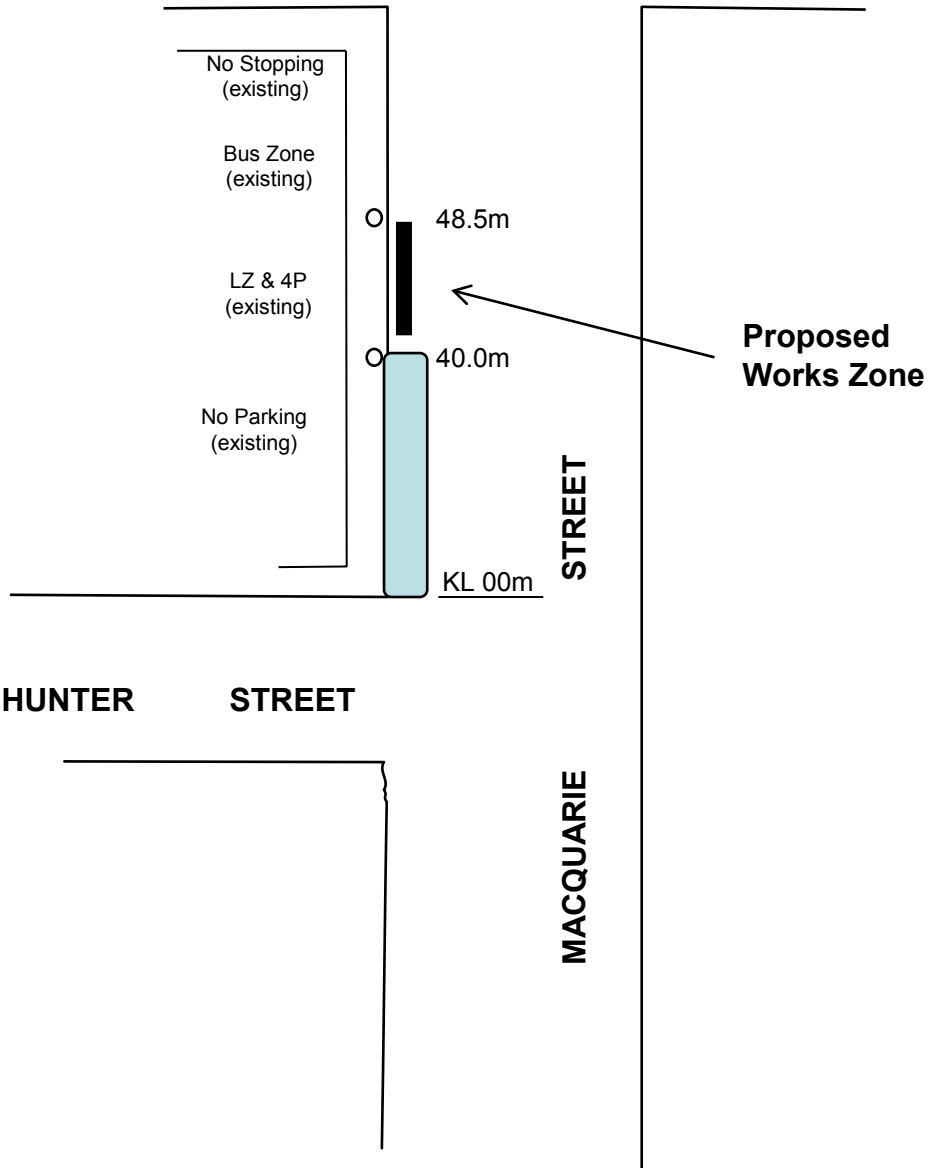 No Stopping
(existing)
Bus Zone
(existing)
48.5m
LZ & 4P
(existing)
Proposed
Works Zone
40.0m
No Parking
(existing)
KL 00m
STREET
HUNTER STREET
MACQUARIE